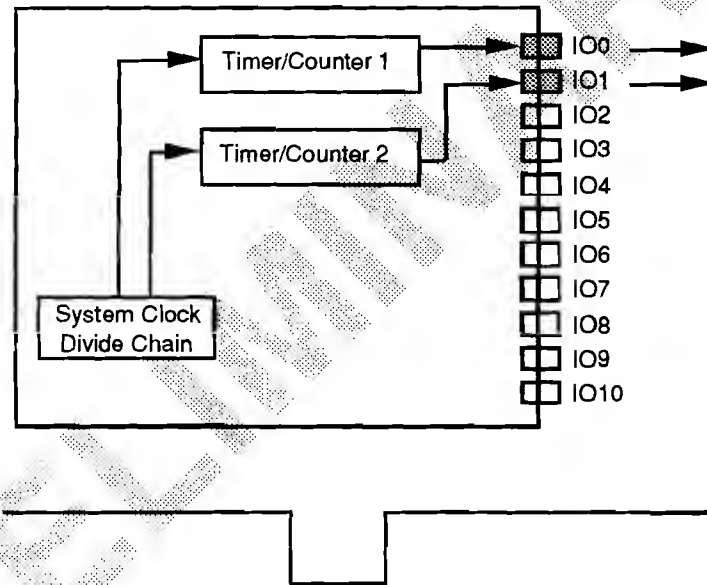 Timer/Counter 1
Timer/Counter 2
System Clock
Divide Chain
IO0
IO1
IO2
IO3
IO4
IO5
IO6
IO7
IO8
IO9
IO10